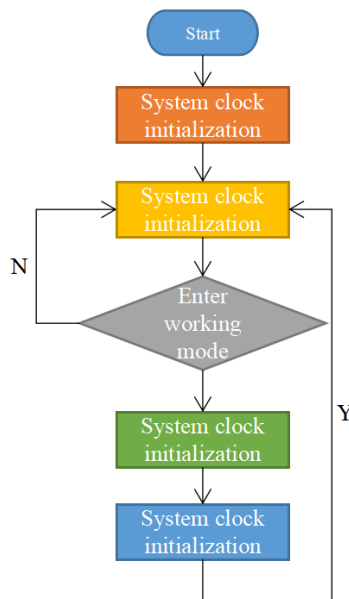 Start
System clock
initialization
System clock
initialization
N
Enter
working
mode
Y
System clock
initialization
System clock
initialization